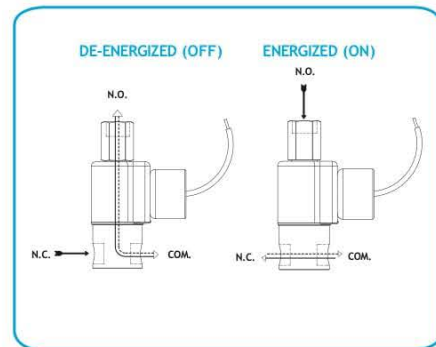 DE-ENERGIZED (OFF)
ENERGIZED (ON)
N.O.
N.O.
N.C.
COM.
N.C.
COM.